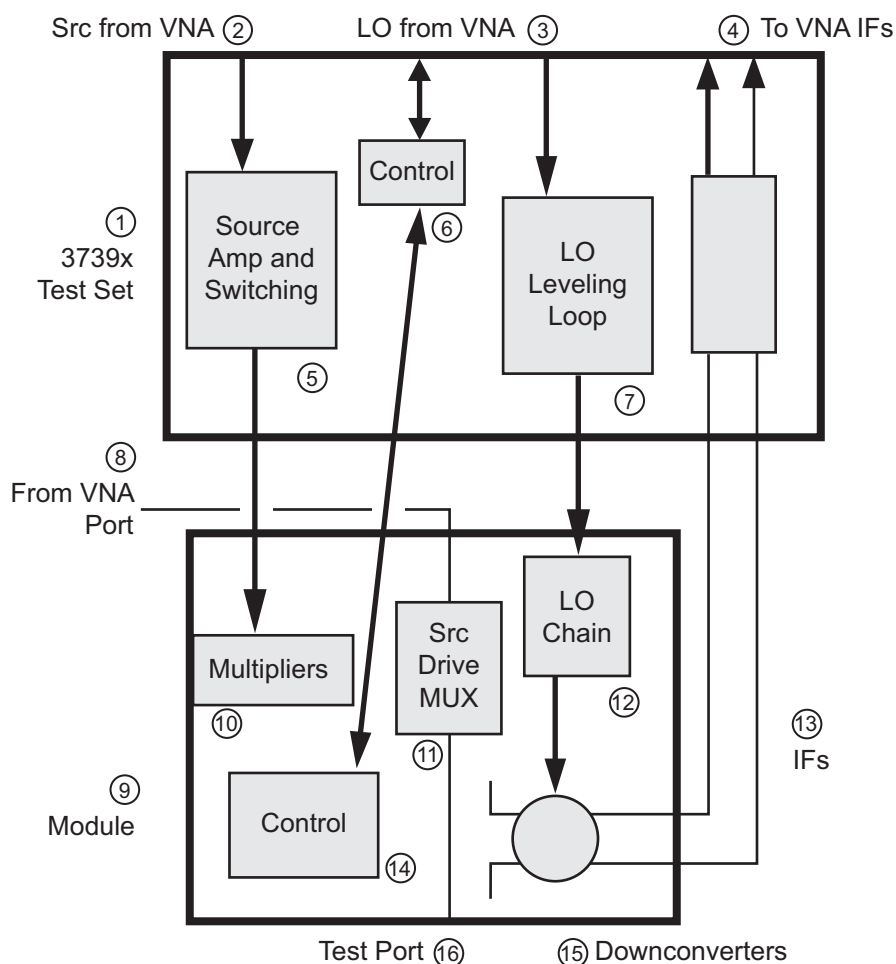 Src from VNA 2
LO from VNA 3
4 To VNA IFs
1
3739x
Test Set
Source
Amp and
Switching
5
Control
6
LO
Leveling
Loop
7
8
From VNA
Port
9
Module
Multipliers
10
Src
Drive
MUX
11
LO
Chain
12
13
IFs
Control
14
Test Port 16
15 Downconverters